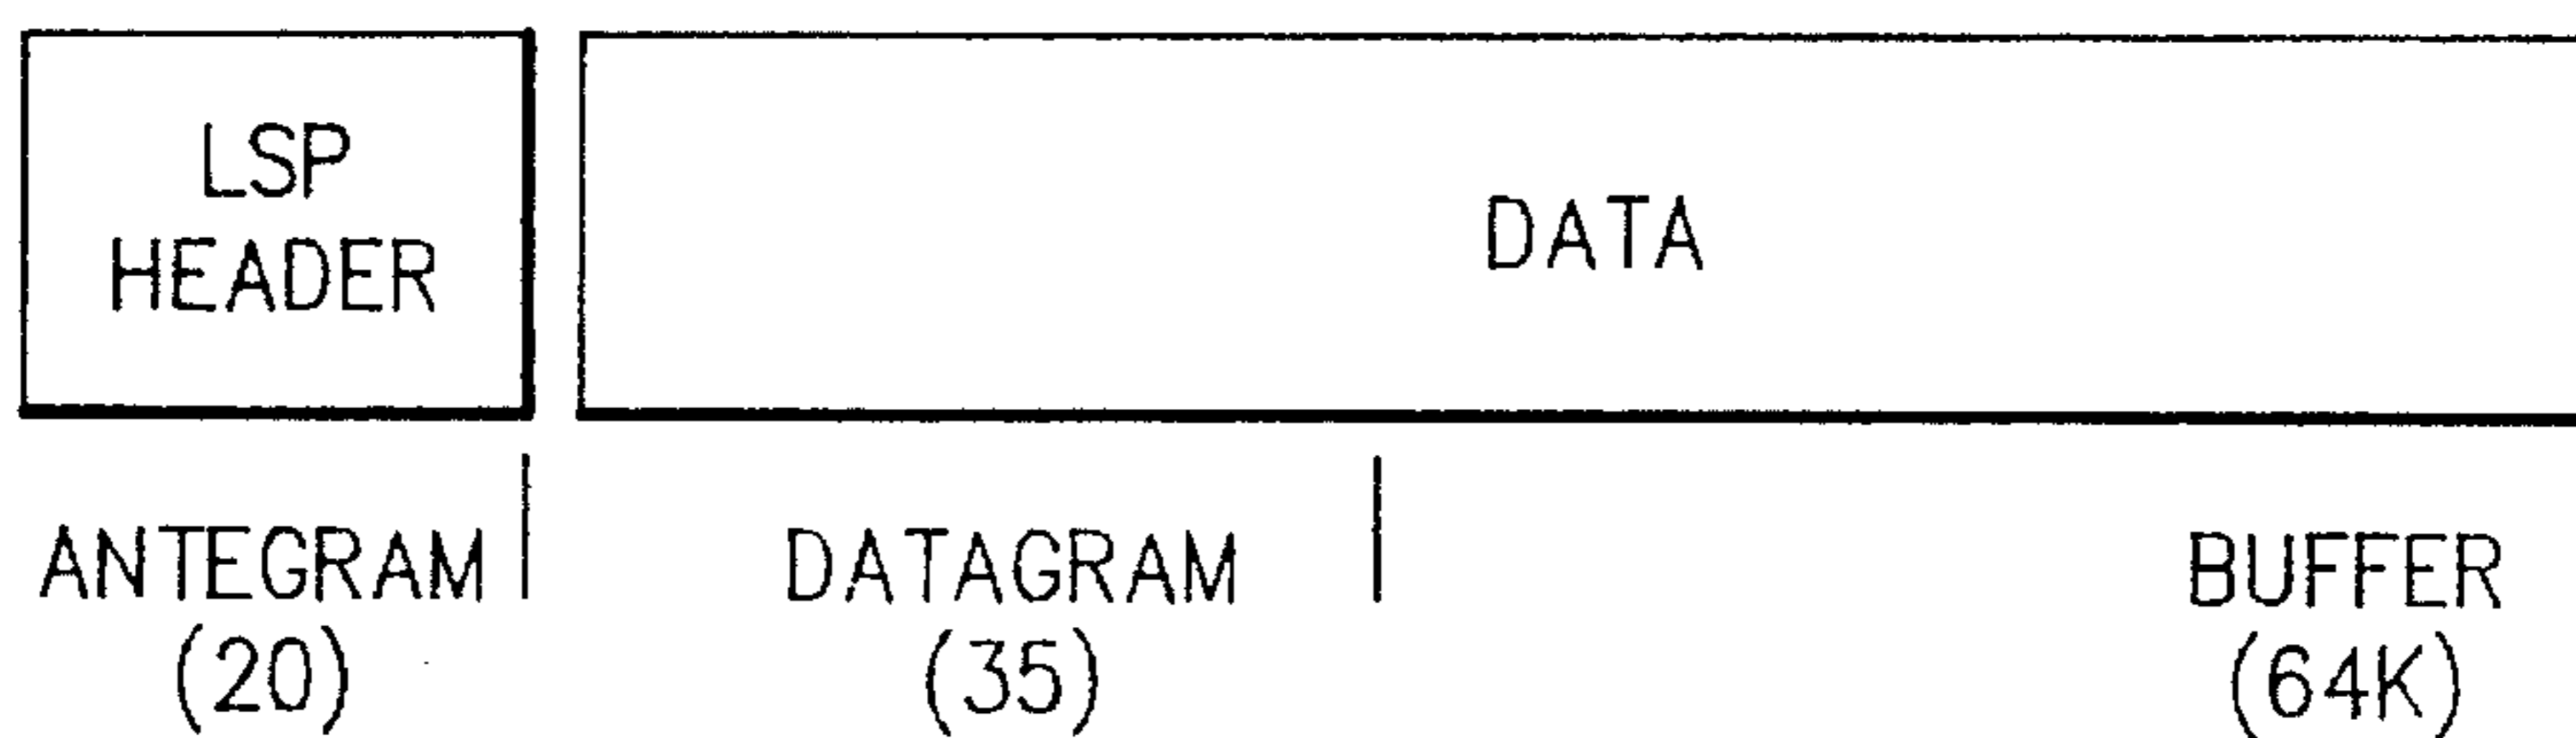 LSP
HEADER
DATA
ANTEGRAM
(20)
DATAGRAM
(35)
BUFFER
(64K)